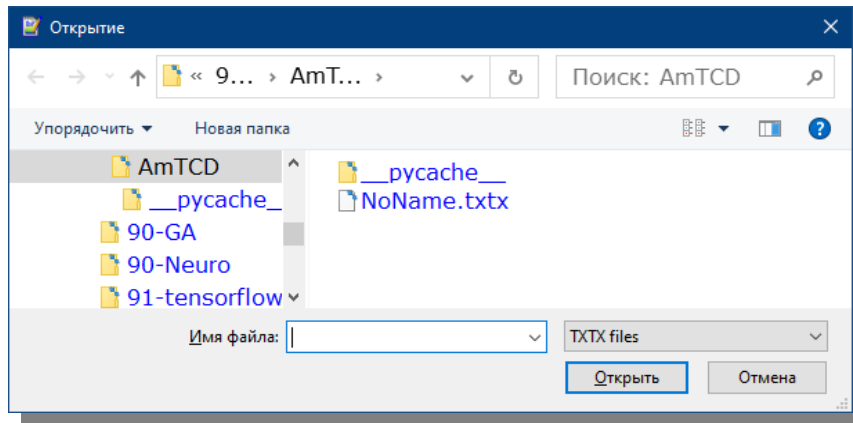 Открытие
« 9... › AmT... ›
Поиск: AmTCD
Упорядочить
Новая папка
AmTCD
__pycache_
90-GA
90-Neuro
91-tensorflow
__pycache__
NoName.txtx
Имя файла:
TXTX files
Открыть
Отмена